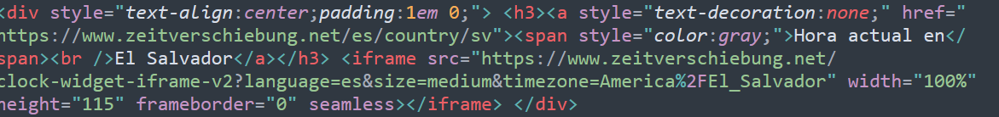 <div style="text-align:center;padding:1em 0;"> <h3><a style="text-decoration:none;" href="
https://www.zeitverschiebung.net/es/country/sv"><span style="color:gray;">Hora actual en</
span><br />El Salvador</a></h3> <iframe src="https://www.zeitverschiebung.net/
clock-widget-iframe-v2?language=es&size=medium&timezone=America%2FEl_Salvador" width="100%"
height="115" frameborder="0" seamless></iframe> </div>